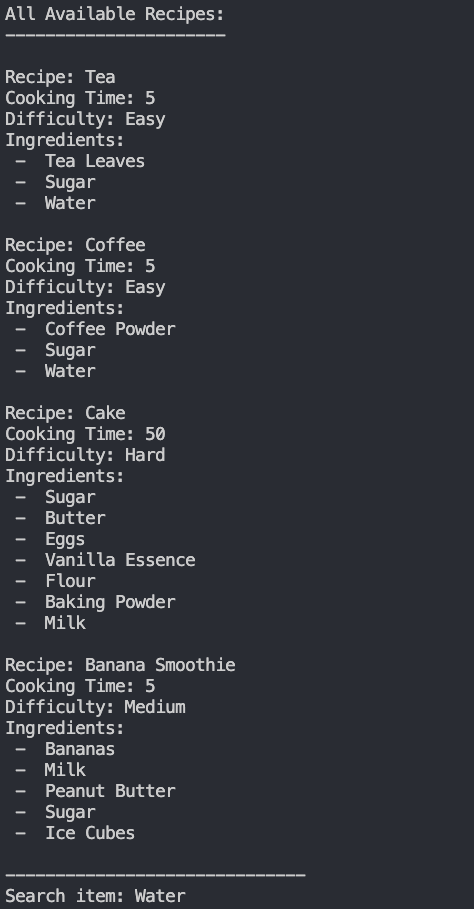 All Available Recipes:
----------------------
Recipe: Tea
Cooking Time: 5
Difficulty: Easy
Ingredients:
 -  Tea Leaves
 -  Sugar
 -  Water
Recipe: Coffee
Cooking Time: 5
Difficulty: Easy
Ingredients:
 -  Coffee Powder
 -  Sugar
 -  Water
Recipe: Cake
Cooking Time: 50
Difficulty: Hard
Ingredients:
 -  Sugar
 -  Butter
 -  Eggs
 -  Vanilla Essence
 -  Flour
 -  Baking Powder
 -  Milk
Recipe: Banana Smoothie
Cooking Time: 5
Difficulty: Medium
Ingredients:
 -  Bananas
 -  Milk
 -  Peanut Butter
 -  Sugar
 -  Ice Cubes
------------------------------
Search item: Water